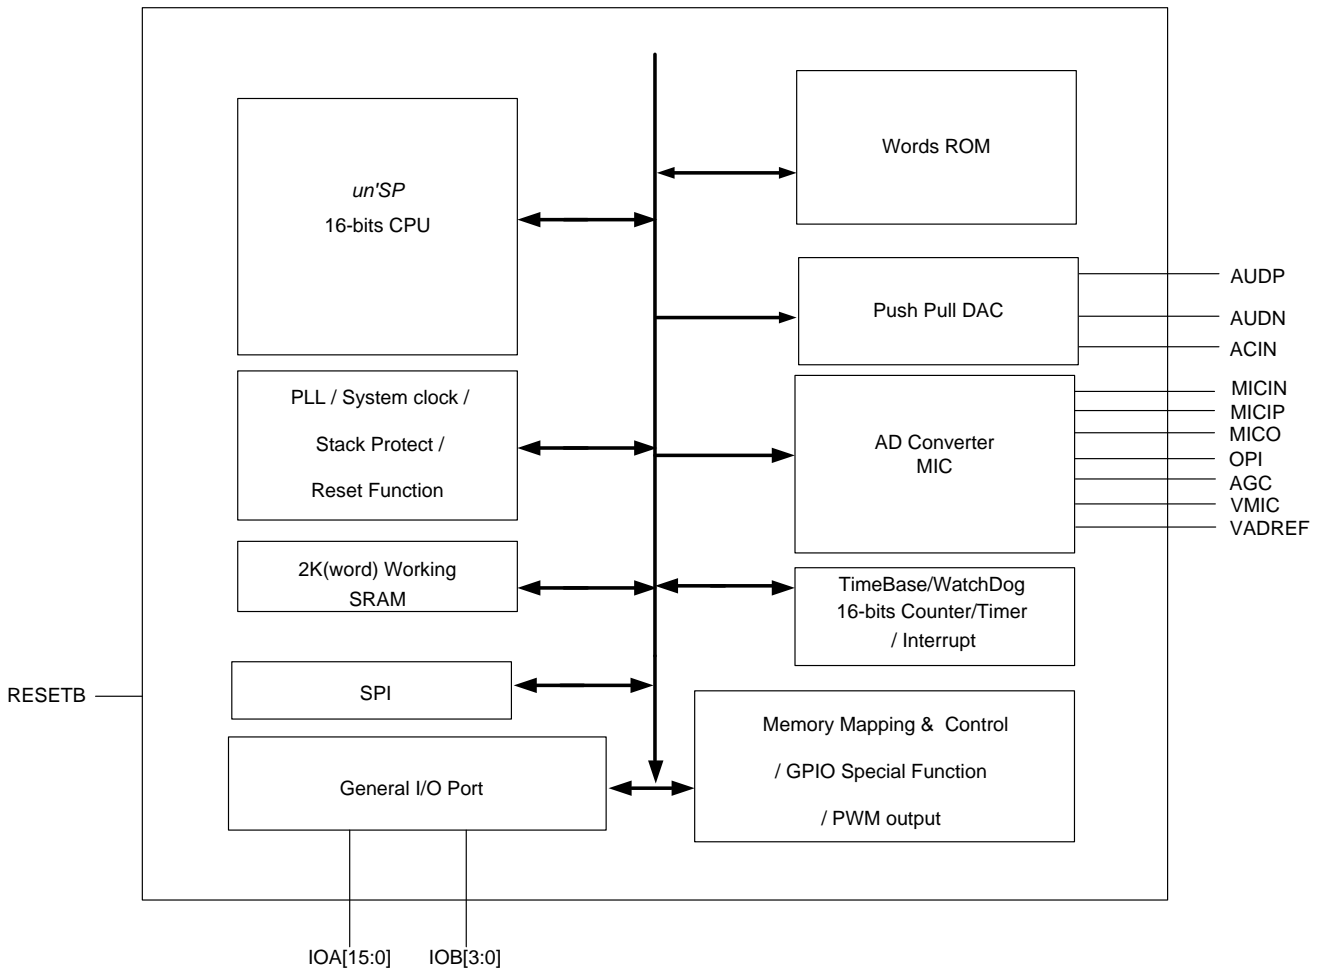 un'SP
16-bits CPU
PLL / System clock /
Stack Protect /
Reset Function
2K(word) Working
SRAM
SPI
General I/O Port
RESETB
IOA[15:0]
IOB[3:0]
Words ROM
Push Pull DAC
AD Converter
MIC
TimeBase/WatchDog
16-bits Counter/Timer
/ Interrupt
Memory Mapping & Control
/ GPIO Special Function
/ PWM output
AUDP
AUDN
ACIN
MICIN
MICIP
MICO
OPI
AGC
VMIC
VADREF